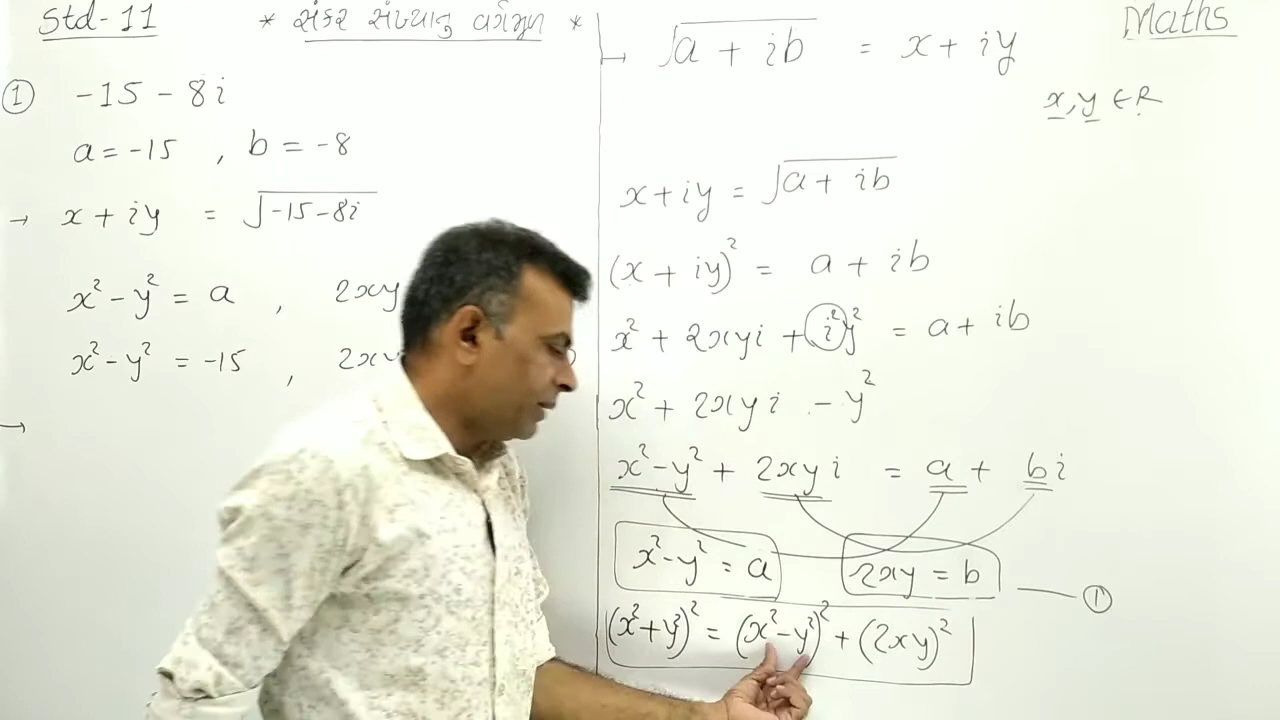 Std-11
* સંકર સંખ્યાનું વર્ગમૂળ *
Maths
① -15 - 8i
a = -15 , b = -8
→ x + iy = √-15-8i
x² - y² = a , 2xy
x² - y² = -15 , 2xy
→
→ √a + ib = x + iy
x, y ∈ R
x + iy = √a + ib
(x + iy)² = a + ib
x² + 2xyi + i²y² = a + ib
x² + 2xyi - y²
x² - y² + 2xyi = a + bi
x² - y² = a 2xy = b — ①
(x² + y²)² = (x² - y²)² + (2xy)²